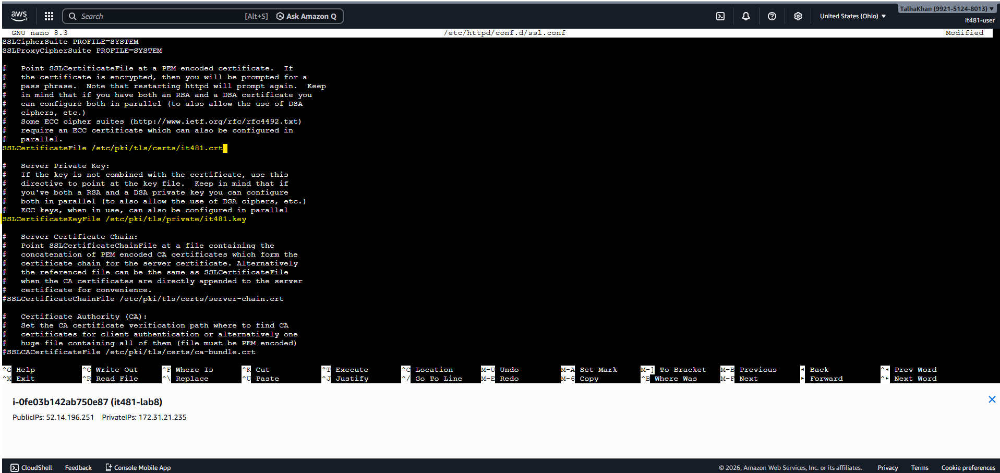 aws
Search [Alt+S] Ask Amazon Q
United States (Ohio) ▼
TalhaKhan (9921-5124-8013) ▼
it481-user
GNU nano 8.3 /etc/httpd/conf.d/ssl.conf Modified
SSLCipherSuite PROFILE=SYSTEM
SSLProxyCipherSuite PROFILE=SYSTEM
#   Point SSLCertificateFile at a PEM encoded certificate.  If
#   the certificate is encrypted, then you will be prompted for a
#   pass phrase.  Note that restarting httpd will prompt again.  Keep
#   in mind that if you have both an RSA and a DSA certificate you
#   can configure both in parallel (to also allow the use of DSA
#   ciphers, etc.)
#   Some ECC cipher suites (http://www.ietf.org/rfc/rfc4492.txt)
#   require an ECC certificate which can also be configured in
#   parallel.
SSLCertificateFile /etc/pki/tls/certs/it481.crt
#   Server Private Key:
#   If the key is not combined with the certificate, use this
#   directive to point at the key file.  Keep in mind that if
#   you've both a RSA and a DSA private key you can configure
#   both in parallel (to also allow the use of DSA ciphers, etc.)
#   ECC keys, when in use, can also be configured in parallel
SSLCertificateKeyFile /etc/pki/tls/private/it481.key
#   Server Certificate Chain:
#   Point SSLCertificateChainFile at a file containing the
#   concatenation of PEM encoded CA certificates which form the
#   certificate chain for the server certificate. Alternatively
#   the referenced file can be the same as SSLCertificateFile
#   when the CA certificates are directly appended to the server
#   certificate for convenience.
#SSLCertificateChainFile /etc/pki/tls/certs/server-chain.crt
#   Certificate Authority (CA):
#   Set the CA certificate verification path where to find CA
#   certificates for client authentication or alternatively one
#   huge file containing all of them (file must be PEM encoded)
#SSLCACertificateFile /etc/pki/tls/certs/ca-bundle.crt
^G Help ^O Write Out ^F Where Is ^K Cut ^T Execute ^C Location M-U Undo M-A Set Mark M-] To Bracket M-B Previous ◂ Back ^◂ Prev Word
^X Exit ^R Read File ^\ Replace ^U Paste ^J Justify ^/ Go To Line M-E Redo M-6 Copy ^B Where Was M-F Next ▸ Forward ^▸ Next Word
i-0fe03b142ab750e87 (it481-lab8)
PublicIPs: 52.14.196.251 PrivateIPs: 172.31.21.235
CloudShell Feedback Console Mobile App © 2026, Amazon Web Services, Inc. or its affiliates. Privacy Terms Cookie preferences